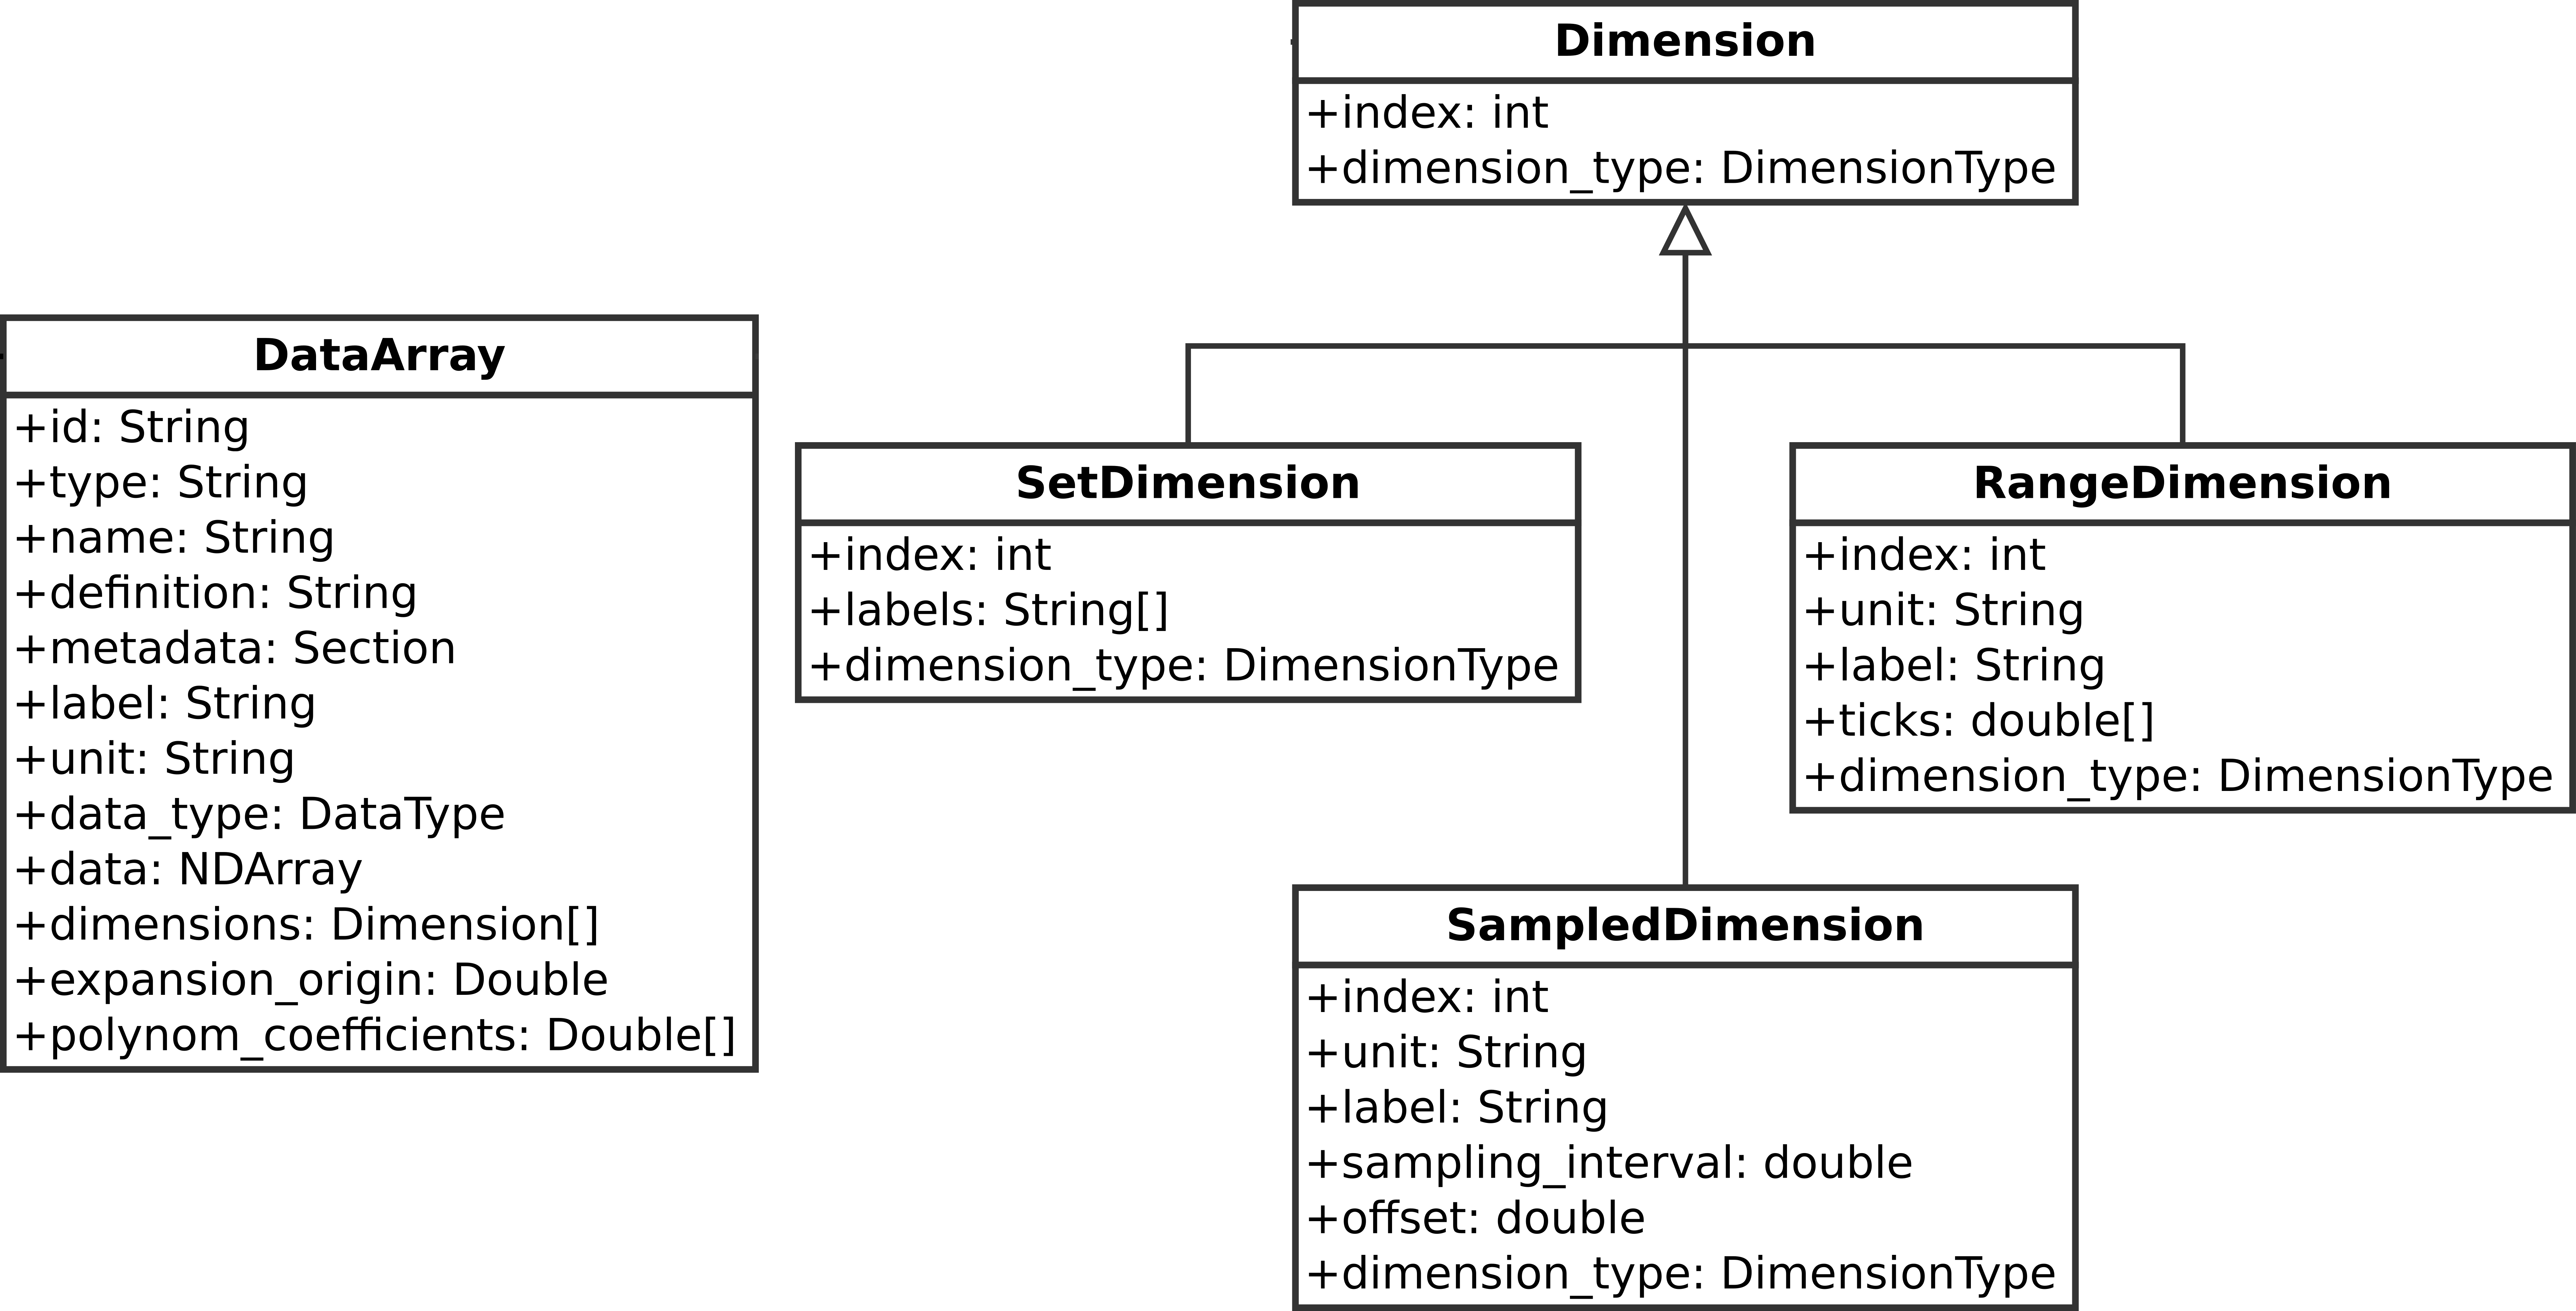 Dimension
+index: int
+dimension_type: DimensionType
DataArray
+id: String
+type: String
+name: String
+definition: String
+metadata: Section
+label: String
+unit: String
+data_type: DataType
+data: NDArray
+dimensions: Dimension[]
+expansion_origin: Double
+polynom_coefficients: Double[]
SetDimension
+index: int
+labels: String[]
+dimension_type: DimensionType
RangeDimension
+index: int
+unit: String
+label: String
+ticks: double[]
+dimension_type: DimensionType
SampledDimension
+index: int
+unit: String
+label: String
+sampling_interval: double
+offset: double
+dimension_type: DimensionType